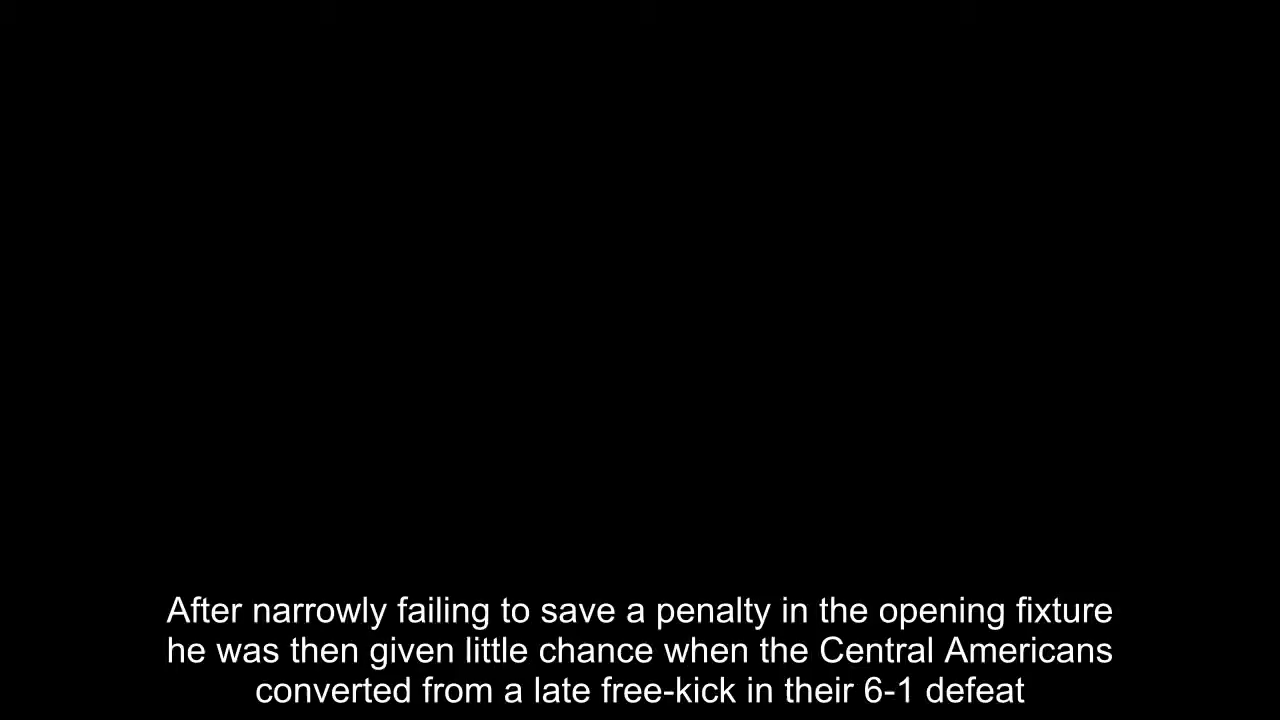 After narrowly failing to save a penalty in the opening fixture
he was then given little chance when the Central Americans
converted from a late free-kick in their 6-1 defeat